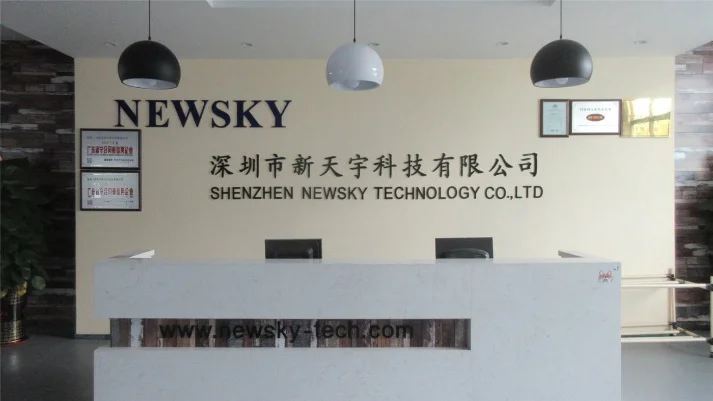 NEWSKY
深圳市新天宇科技有限公司
SHENZHEN NEWSKY TECHNOLOGY CO.,LTD
www.newsky-tech.com